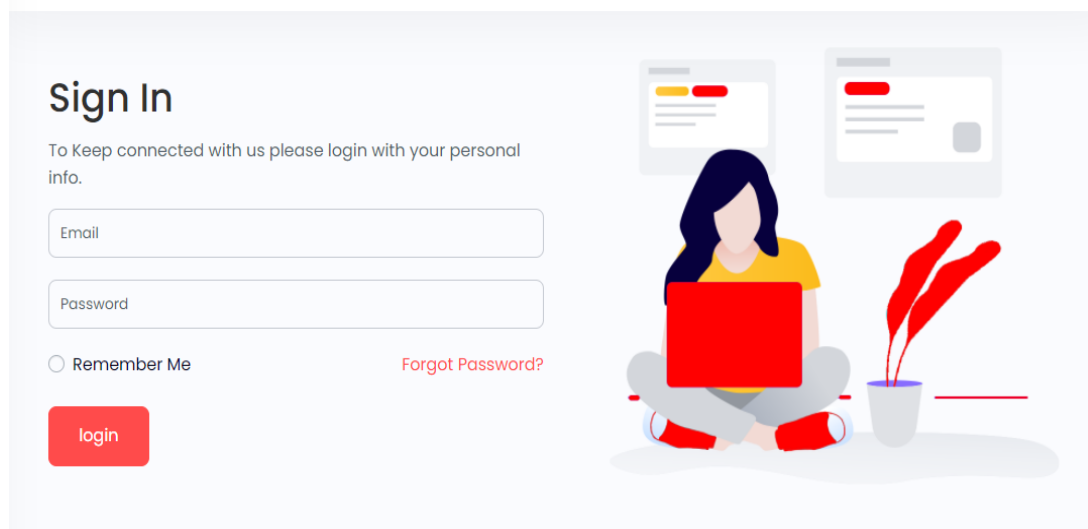 Sign In
To Keep connected with us please login with your personal
info.
Email
Password
Remember Me
Forgot Password?
login